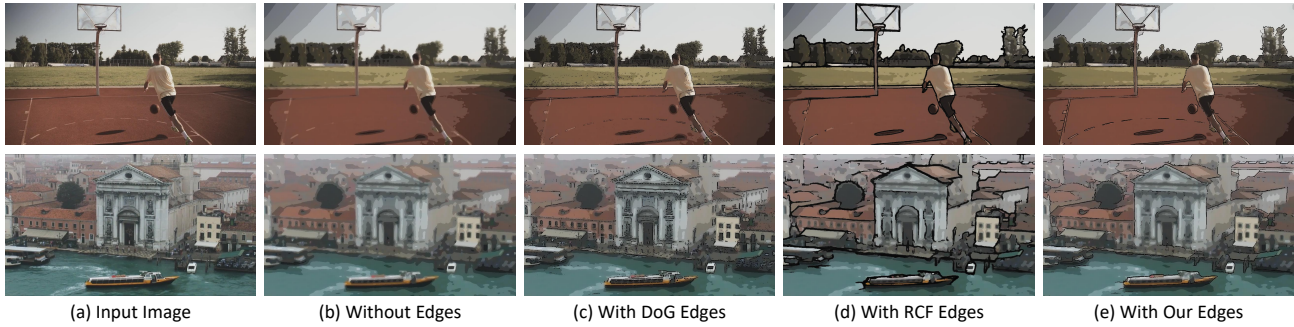 (a) Input Image
(b) Without Edges
(c) With DoG Edges
(d) With RCF Edges
(e) With Our Edges